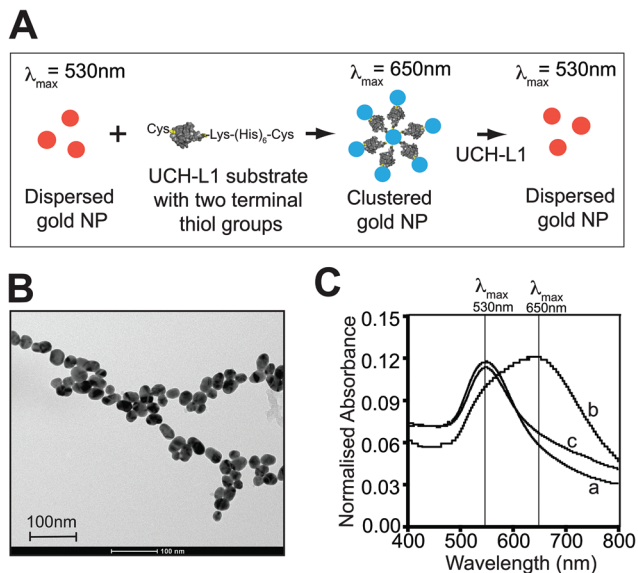 A
λmax = 530nm
λmax = 650nm
λmax = 530nm
Cys
Lys-(His)6-Cys
+
UCH-L1
Dispersed
gold NP
UCH-L1 substrate
with two terminal
thiol groups
Clustered
gold NP
Dispersed
gold NP
B
100nm
100 nm
C
λmax
530nm
λmax
650nm
Normalised Absorbance
0.15
0.12
0.09
0.06
0.03
0.00
b
c
a
400 500 600 700 800
Wavelength (nm)